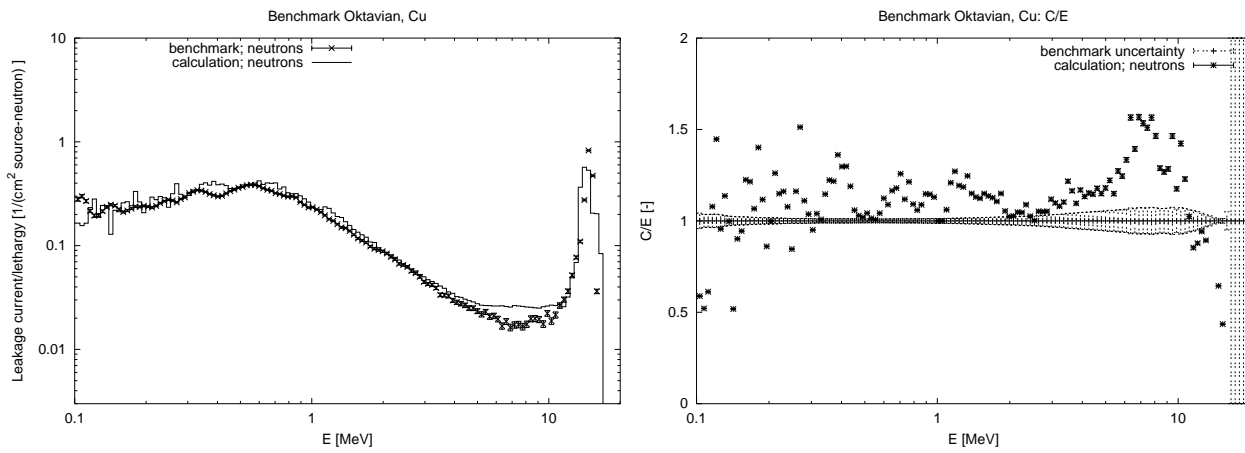 Benchmark Oktavian, Cu
10
1
0.1
0.01
0.1
1
10
E [MeV]
Leakage current/lethargy [1/(cm2 source-neutron) ]
benchmark; neutrons
calculation; neutrons
Benchmark Oktavian, Cu: C/E
2
1.5
1
0.5
0
0.1
1
10
E [MeV]
C/E [-]
benchmark uncertainty
calculation; neutrons